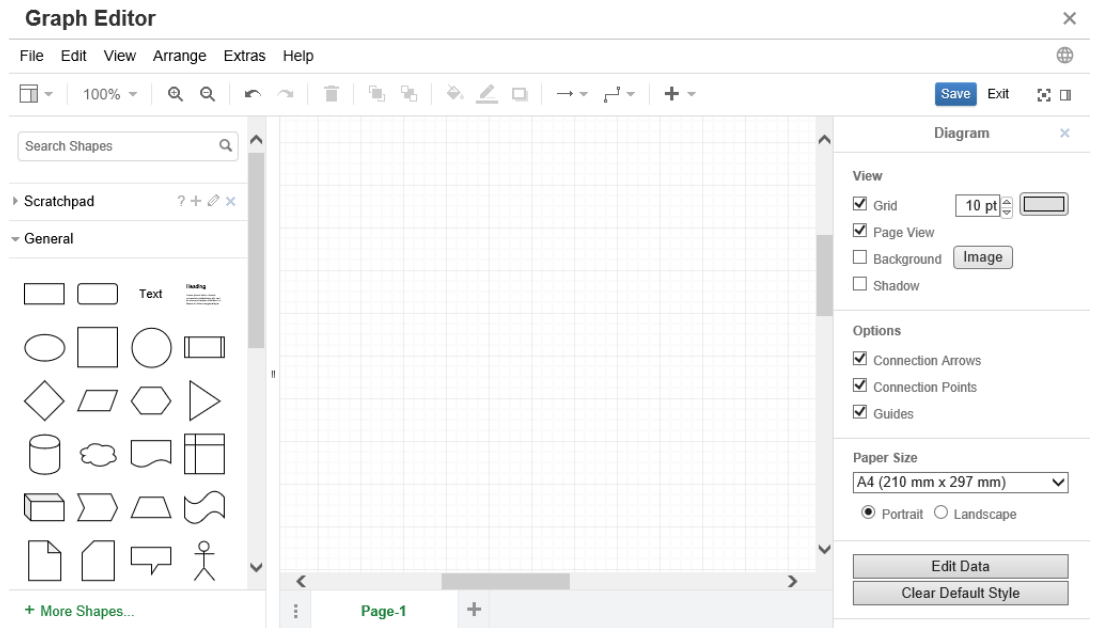 Graph Editor
File Edit View Arrange Extras Help
100%
Save Exit
Search Shapes
Scratchpad
?
General
Text
Heading
+ More Shapes...
Page-1
Diagram
View
Grid 10 pt
Page View
Background Image
Shadow
Options
Connection Arrows
Connection Points
Guides
Paper Size
A4 (210 mm x 297 mm)
Portrait Landscape
Edit Data
Clear Default Style